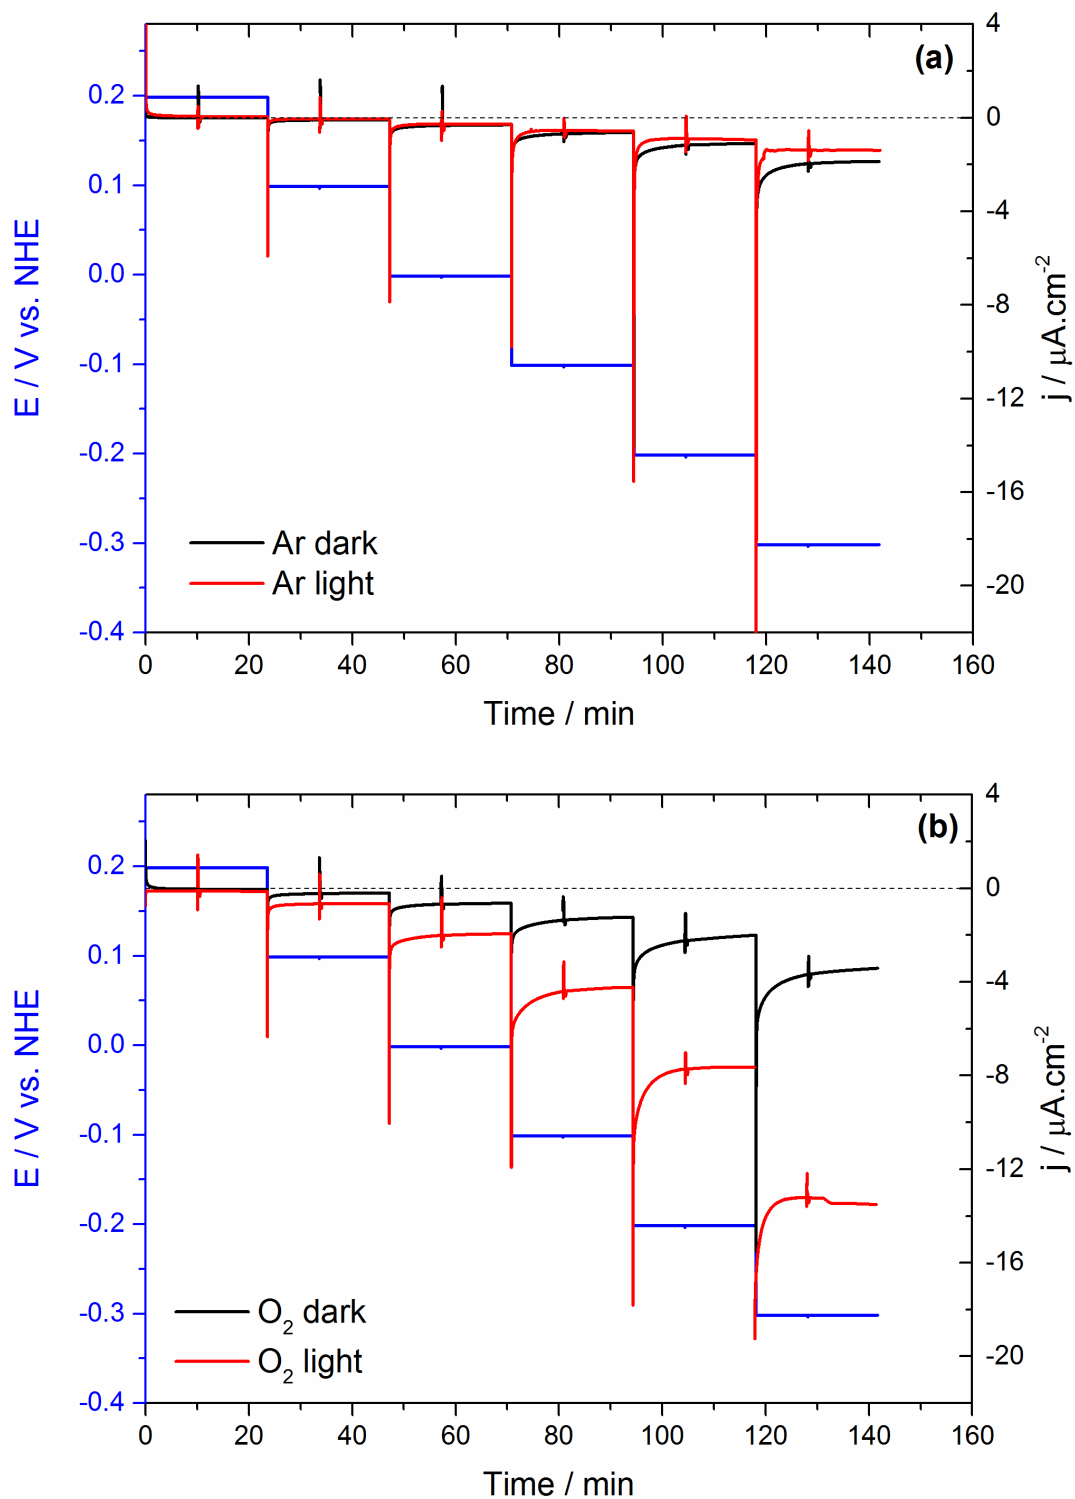 (a)
4
0
-4
-8
-12
-16
-20
j / μA.cm-2
0.2
0.1
0.0
-0.1
-0.2
-0.3
-0.4
E / V vs. NHE
Ar dark
Ar light
0 20 40 60 80 100 120 140 160
Time / min
(b)
4
0
-4
-8
-12
-16
-20
j / μA.cm-2
0.2
0.1
0.0
-0.1
-0.2
-0.3
-0.4
E / V vs. NHE
O2 dark
O2 light
0 20 40 60 80 100 120 140 160
Time / min